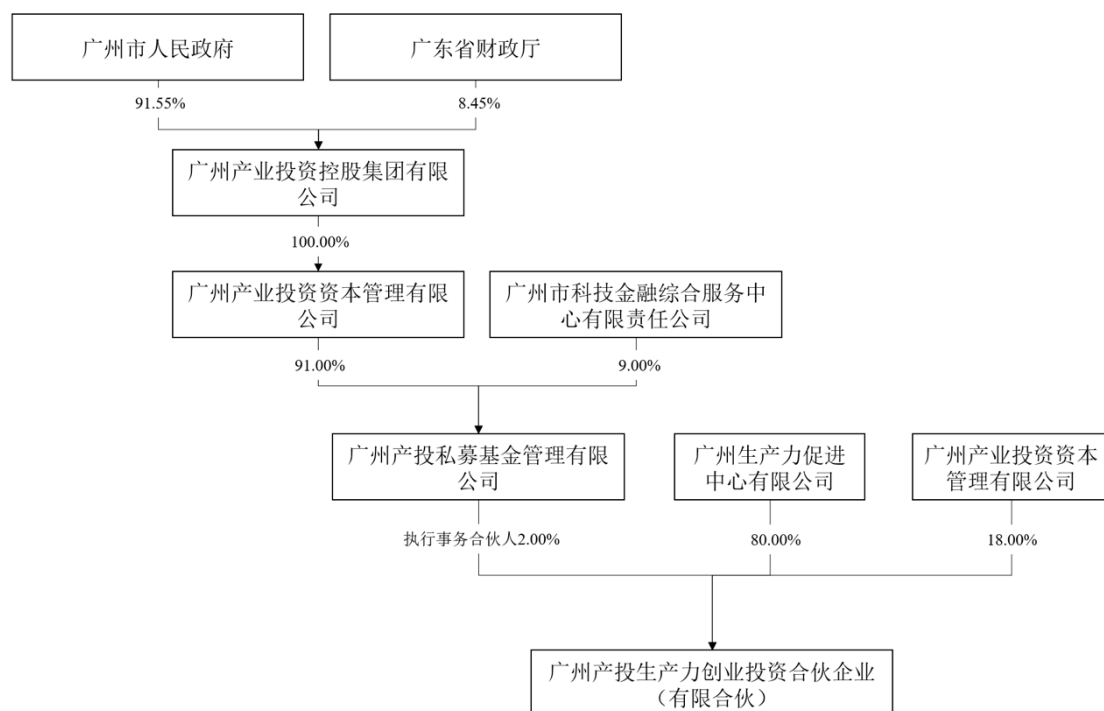 广州市人民政府
广东省财政厅
91.55%
8.45%
广州产业投资控股集团有限
公司
100.00%
广州产业投资资本管理有限
公司
广州市科技金融综合服务中
心有限责任公司
91.00%
9.00%
广州产投私募基金管理有限
公司
广州生产力促进
中心有限公司
广州产业投资资本
管理有限公司
执行事务合伙人2.00%
80.00%
18.00%
广州产投生产力创业投资合伙企业
（有限合伙）